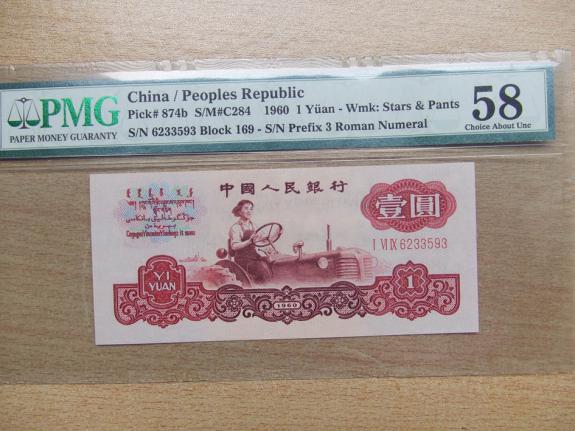 PMG
PAPER MONEY GUARANTY
China / Peoples Republic
Pick# 874b S/M#C284 1960 1 Yüan - Wmk: Stars & Pants
S/N 6233593 Block 169 - S/N Prefix 3 Roman Numeral
58
Choice About Unc
中國人民銀行
壹圓
I VI IX 6233593
YI
YUAN
1960
1